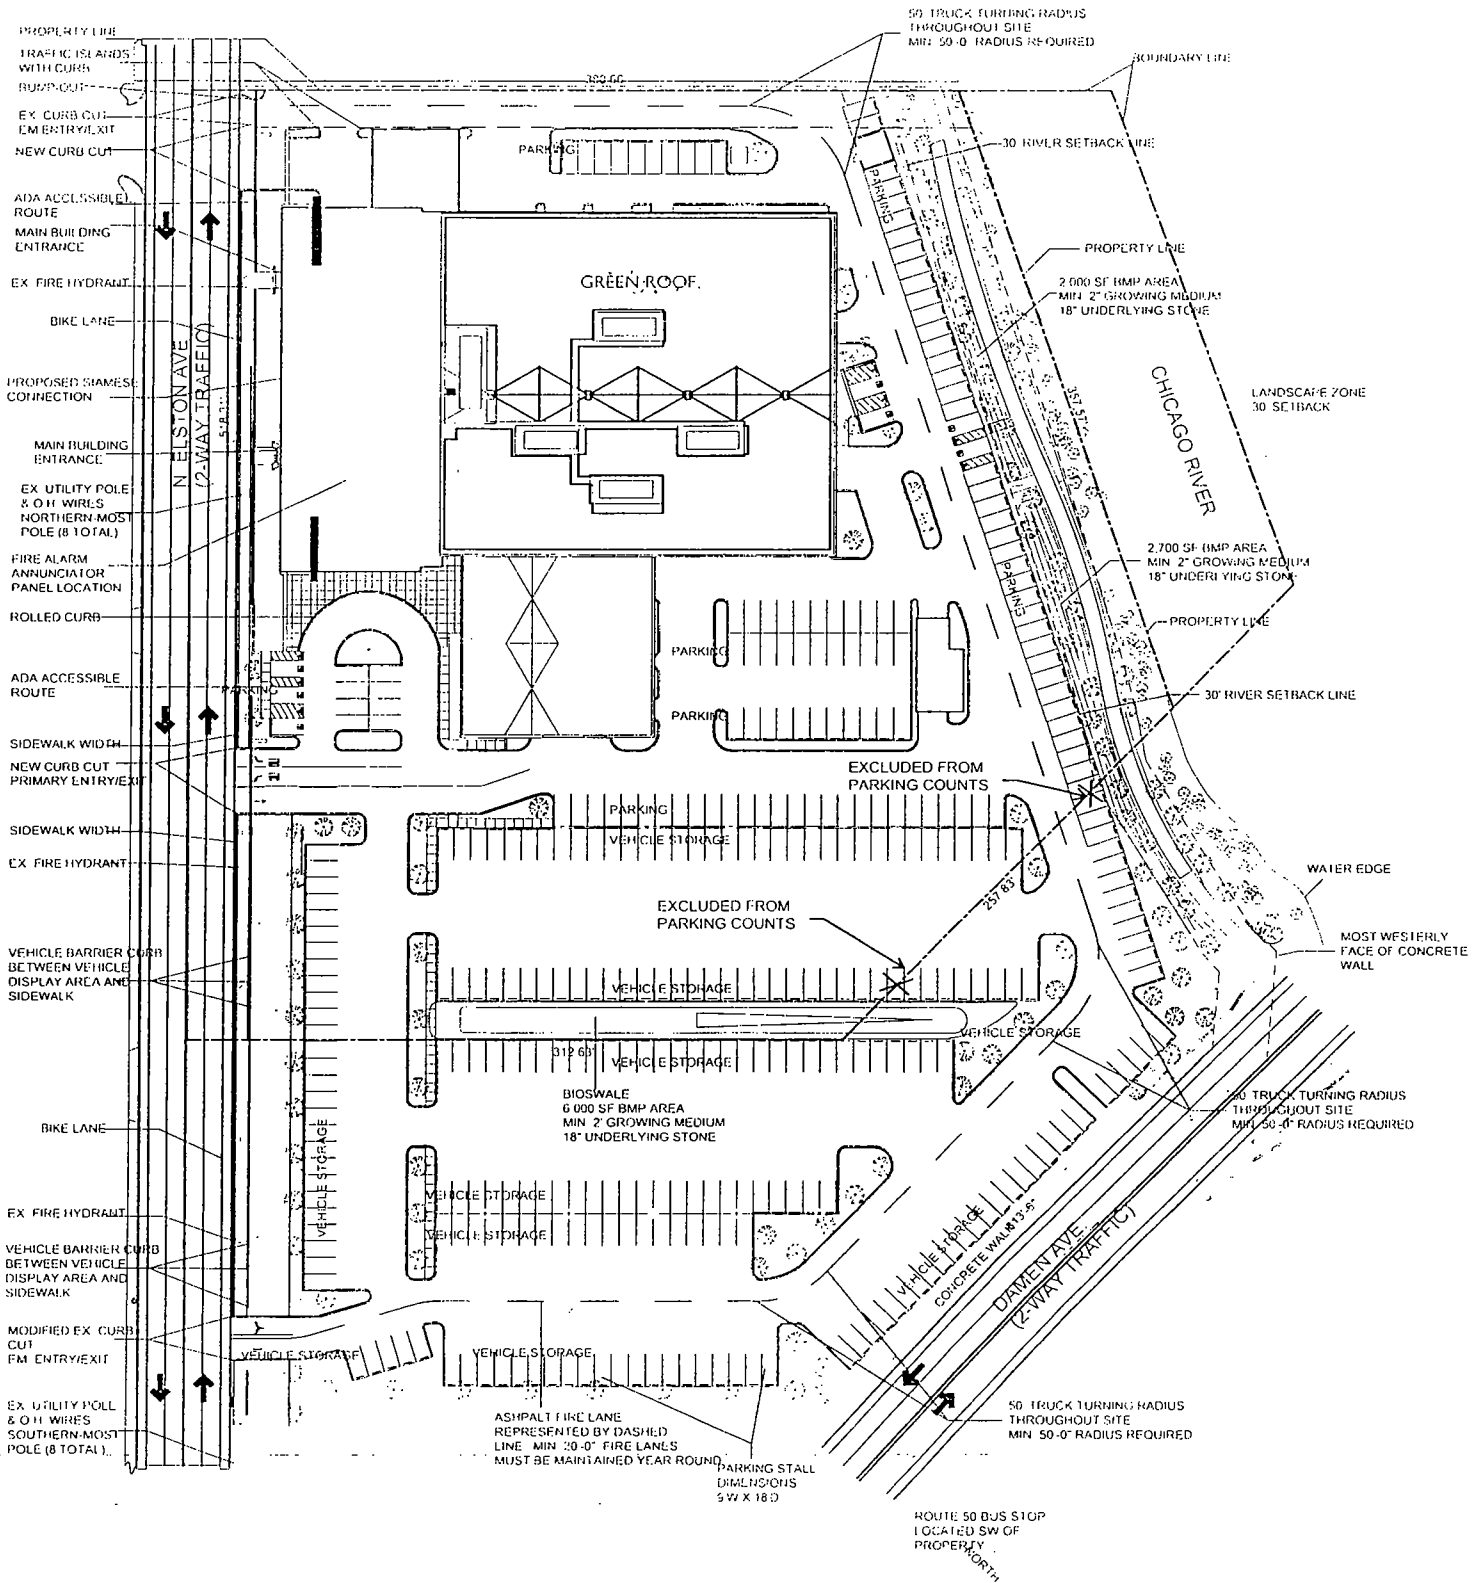 PROPERTY LINE
TRAFFIC ISLANDS
WITH CURB
BUMP-OUT
EX CURB CUT
EM ENTRY/EXIT
NEW CURB CUT
ADA ACCESSIBLE
ROUTE
MAIN BUILDING
ENTRANCE
EX FIRE HYDRANT
BIKE LANE
PROPOSED SIAMESE
CONNECTION
MAIN BUILDING
ENTRANCE
EX UTILITY POLE
& O H WIRES
NORTHERN-MOST
POLE (8 TOTAL)
FIRE ALARM
ANNUNCIATOR
PANEL LOCATION
ROLLED CURB
ADA ACCESSIBLE
ROUTE
SIDEWALK WIDTH
NEW CURB CUT
PRIMARY ENTRY/EXIT
SIDEWALK WIDTH
EX FIRE HYDRANT
VEHICLE BARRIER CURB
BETWEEN VEHICLE
DISPLAY AREA AND
SIDEWALK
BIKE LANE
EX FIRE HYDRANT
VEHICLE BARRIER CURB
BETWEEN VEHICLE
DISPLAY AREA AND
SIDEWALK
MODIFIED EX CURB
CUT
EM ENTRY/EXIT
EX UTILITY POLE
& O H WIRES
SOUTHERN-MOST
POLE (8 TOTAL)
N ELSTON AVE
(2-WAY TRAFFIC)
50 TRUCK TURNING RADIUS
THROUGHOUT SITE
MIN 50-0 RADIUS REQUIRED
BOUNDARY LINE
PARKING
30 RIVER SETBACK LINE
PARKING
PROPERTY LINE
GREEN ROOF
2 000 SF BMP AREA
MIN 2" GROWING MEDIUM
18" UNDERLYING STONE
357 57'
CHICAGO RIVER
LANDSCAPE ZONE
30 SETBACK
2,700 SF BMP AREA
MIN 2" GROWING MEDIUM
18" UNDERLYING STONE
PARKING
PROPERTY LINE
PARKING
PARKING
PARKING
30' RIVER SETBACK LINE
EXCLUDED FROM
PARKING COUNTS
PARKING
VEHICLE STORAGE
257 83'
WATER EDGE
EXCLUDED FROM
PARKING COUNTS
MOST WESTERLY
FACE OF CONCRETE
WALL
VEHICLE STORAGE
VEHICLE STORAGE
312 63'
VEHICLE STORAGE
BIOSWALE
6 000 SF BMP AREA
MIN 2' GROWING MEDIUM
18" UNDERLYING STONE
50 TRUCK TURNING RADIUS
THROUGHOUT SITE
MIN 50-0" RADIUS REQUIRED
VEHICLE STORAGE
VEHICLE STORAGE
VEHICLE STORAGE
VEHICLE STORAGE
CONCRETE WALL
DAMEN AVE
(2-WAY TRAFFIC)
VEHICLE STORAGE
VEHICLE STORAGE
50 TRUCK TURNING RADIUS
THROUGHOUT SITE
MIN 50-0" RADIUS REQUIRED
ASHPALT FIRE LANE
REPRESENTED BY DASHED
LINE MIN 20-0" FIRE LANES
MUST BE MAINTAINED YEAR ROUND
PARKING STALL
DIMENSIONS
9 W X 18 D
ROUTE 50 BUS STOP
LOCATED SW OF
PROPERTY
NORTH